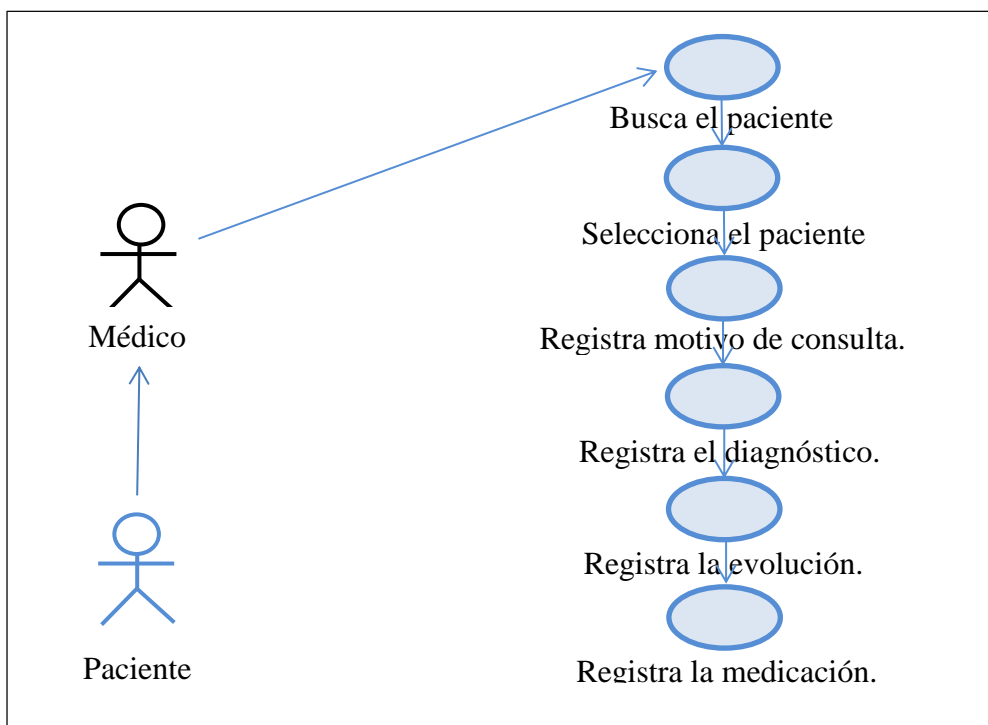 Busca el paciente
Selecciona el paciente
Médico
Registra motivo de consulta.
Registra el diagnóstico.
Registra la evolución.
Paciente
Registra la medicación.